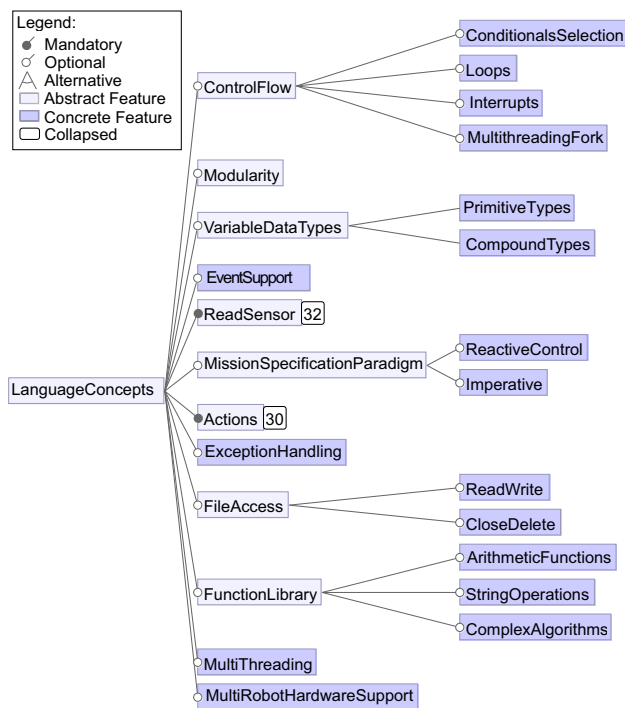 Legend:
Mandatory
Optional
Alternative
Abstract Feature
Concrete Feature
Collapsed
LanguageConcepts
ControlFlow
ConditionalsSelection
Loops
Interrupts
MultithreadingFork
Modularity
VariableDataTypes
PrimitiveTypes
CompoundTypes
EventSupport
ReadSensor 32
MissionSpecificationParadigm
ReactiveControl
Imperative
Actions 30
ExceptionHandling
FileAccess
ReadWrite
CloseDelete
FunctionLibrary
ArithmeticFunctions
StringOperations
ComplexAlgorithms
MultiThreading
MultiRobotHardwareSupport